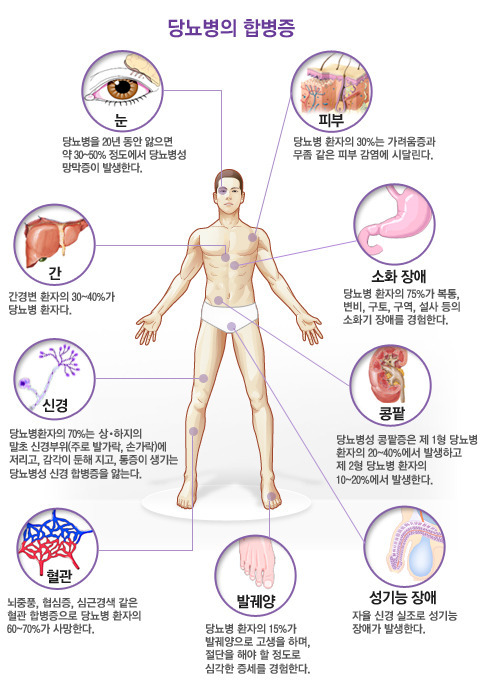 당뇨병의 합병증
눈
당뇨병을 20년 동안 앓으면
약 30~50% 정도에서 당뇨병성
망막증이 발생한다.
피부
당뇨병 환자의 30%는 가려움증과
무좀 같은 피부 감염에 시달린다.
간
간경변 환자의 30~40%가
당뇨병 환자다.
소화 장애
당뇨병 환자의 75%가 복통,
변비, 구토, 구역, 설사 등의
소화기 장애를 경험한다.
신경
당뇨병환자의 70%는 상·하지의
말초 신경부위(주로 발가락, 손가락)에
저리고, 감각이 둔해 지고, 통증이 생기는
당뇨병성 신경 합병증을 앓는다.
콩팥
당뇨병성 콩팥증은 제 1형 당뇨병
환자의 20~40%에서 발생하고
제 2형 당뇨병 환자의
10~20%에서 발생한다.
혈관
뇌중풍, 협심증, 심근경색 같은
혈관 합병증으로 당뇨병 환자의
60~70%가 사망한다.
발궤양
당뇨병 환자의 15%가
발궤양으로 고생을 하며,
절단을 해야 할 정도로
심각한 증세를 경험한다.
성기능 장애
자율 신경 실조로 성기능
장애가 발생한다.